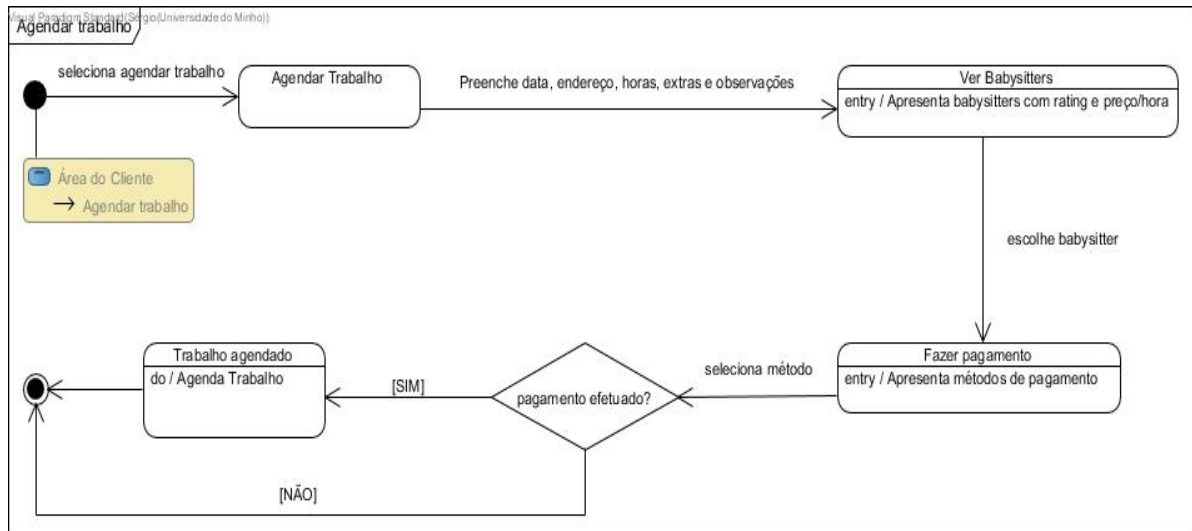 Visual Paradigm Standard(Sérgio(Universidade do Minho))
Agendar trabalho
seleciona agendar trabalho
Agendar Trabalho
Preenche data, endereço, horas, extras e observações
Ver Babysitters
entry / Apresenta babysitters com rating e preço/hora
Área do Cliente
Agendar trabalho
escolhe babysitter
Trabalho agendado
do / Agenda Trabalho
[SIM]
pagamento efetuado?
seleciona método
Fazer pagamento
entry / Apresenta métodos de pagamento
[NÃO]